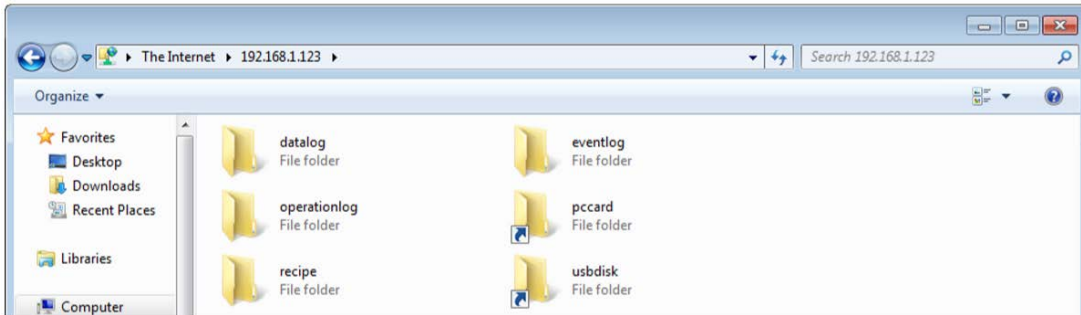 The Internet 192.168.1.123
Search 192.168.1.123
Organize
Favorites
Desktop
Downloads
Recent Places
Libraries
Computer
datalog
File folder
eventlog
File folder
operationlog
File folder
pccard
File folder
recipe
File folder
usbdisk
File folder